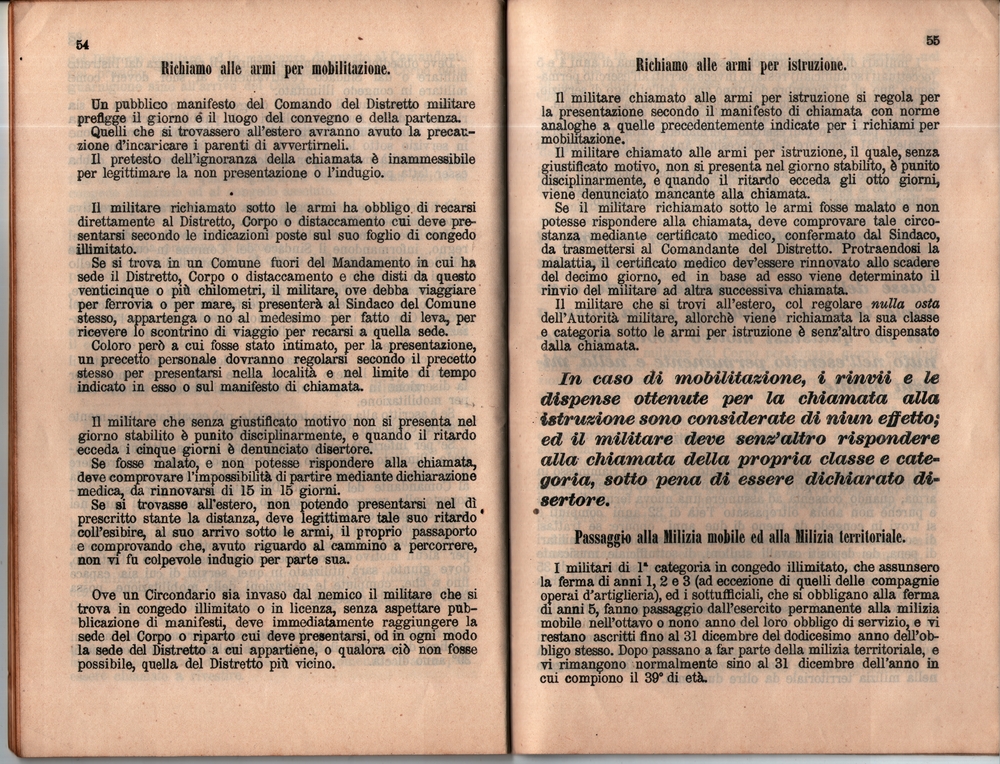 54
Richiamo alle armi per mobilitazione.
Un pubblico manifesto del Comando del Distretto militare
prefigge il giorno é il luogo del convegno e della partenza.
Quelli che si trovassero all'estero avranno avuto la precau-
zione d'incaricare i parenti di avvertirneli.
Il pretesto dell'ignoranza della chiamata è inammessibile
per legittimare la non presentazione o l'indugio.
Il militare richiamato sotto le armi ha obbligo di recarsi
direttamente al Distretto, Corpo o distaccamento cui deve pre-
sentarsi secondo le indicazioni poste sul suo foglio di congedo
illimitato.
Se si trova in un Comune fuori del Mandamento in cui ha
sede il Distretto, Corpo o distaccamento e che disti da questo
venticinque o più chilometri, il militare, ove debba viaggiare
per ferrovia o per mare, si presenterà al Sindaco del Comune
stesso, appartenga o no al medesimo per fatto di leva, per
ricevere lo scontrino di viaggio per recarsi a quella sede.
Coloro però a cui fosse stato intimato, per la presentazione,
un precetto personale dovranno regolarsi secondo il precetto
stesso per presentarsi nella località e nel limite di tempo
indicato in esso o sul manifesto di chiamata.
Il militare che senza giustificato motivo non si presenta nel
giorno stabilito è punito disciplinarmente, e quando il ritardo
ecceda i cinque giorni è denunciato disertore.
Se fosse malato, e non potesse rispondere alla chiamata,
deve comprovare l'impossibilità di partire mediante dichiarazione
medica, da rinnovarsi di 15 in 15 giorni.
Se si trovasse all'estero, non potendo presentarsi nel dì
prescritto stante la distanza, deve legittimare tale suo ritardo
coll'esibire, al suo arrivo sotto le armi, il proprio passaporto
e comprovando che, avuto riguardo al cammino a percorrere,
non vi fu colpevole indugio per parte sua.
Ove un Circondario sia invaso dal nemico il militare che si
trova in congedo illimitato o in licenza, senza aspettare pub-
blicazione di manifesti, deve immediatamente raggiungere la
sede del Corpo o riparto cui deve presentarsi, od in ogni modo
la sede del Distretto a cui appartiene, o qualora ciò non fosse
possibile, quella del Distretto più vicino.
55
Richiamo alle armi per istruzione.
Il militare chiamato alle armi per istruzione si regola per
la presentazione secondo il manifesto di chiamata con norme
analoghe a quelle precedentemente indicate per i richiami per
mobilitazione.
Il militare chiamato alle armi per istruzione, il quale, senza
giustificato motivo, non si presenta nel giorno stabilito, è punito
disciplinarmente, e quando il ritardo ecceda gli otto giorni,
viene denunciato mancante alla chiamata.
Se il militare richiamato sotto le armi fosse malato e non
potesse rispondere alla chiamata, deve comprovare tale circo-
stanza mediante certificato medico, confermato dal Sindaco,
da trasmettersi al Comandante del Distretto. Protraendosi la
malattia, il certificato medico dev'essere rinnovato allo scadere
del decimo giorno, ed in base ad esso viene determinato il
rinvio del militare ad altra successiva chiamata.
Il militare che si trovi all'estero, col regolare nulla osta
dell'Autorità militare, allorchè viene richiamata la sua classe
e categoria sotto le armi per istruzione è senz'altro dispensato
dalla chiamata.
In caso di mobilitazione, i rinvii e le
dispense ottenute per la chiamata alla
istruzione sono considerate di niun effetto;
ed il militare deve senz'altro rispondere
alla chiamata della propria classe e cate-
goria, sotto pena di essere dichiarato di-
sertore.
Passaggio alla Milizia mobile ed alla Milizia territoriale.
I militari di 1ª categoria in congedo illimitato, che assunsero
la ferma di anni 1, 2 e 3 (ad eccezione di quelli delle compagnie
operai d'artiglieria), ed i sottufficiali, che si obbligano alla ferma
di anni 5, fanno passaggio dall'esercito permanente alla milizia
mobile nell'ottavo o nono anno del loro obbligo di servizio, e vi
restano ascritti fino al 31 dicembre del dodicesimo anno dell'ob-
bligo stesso. Dopo passano a far parte della milizia territoriale, e
vi rimangono normalmente sino al 31 dicembre dell'anno in
cui compiono il 39° di età.